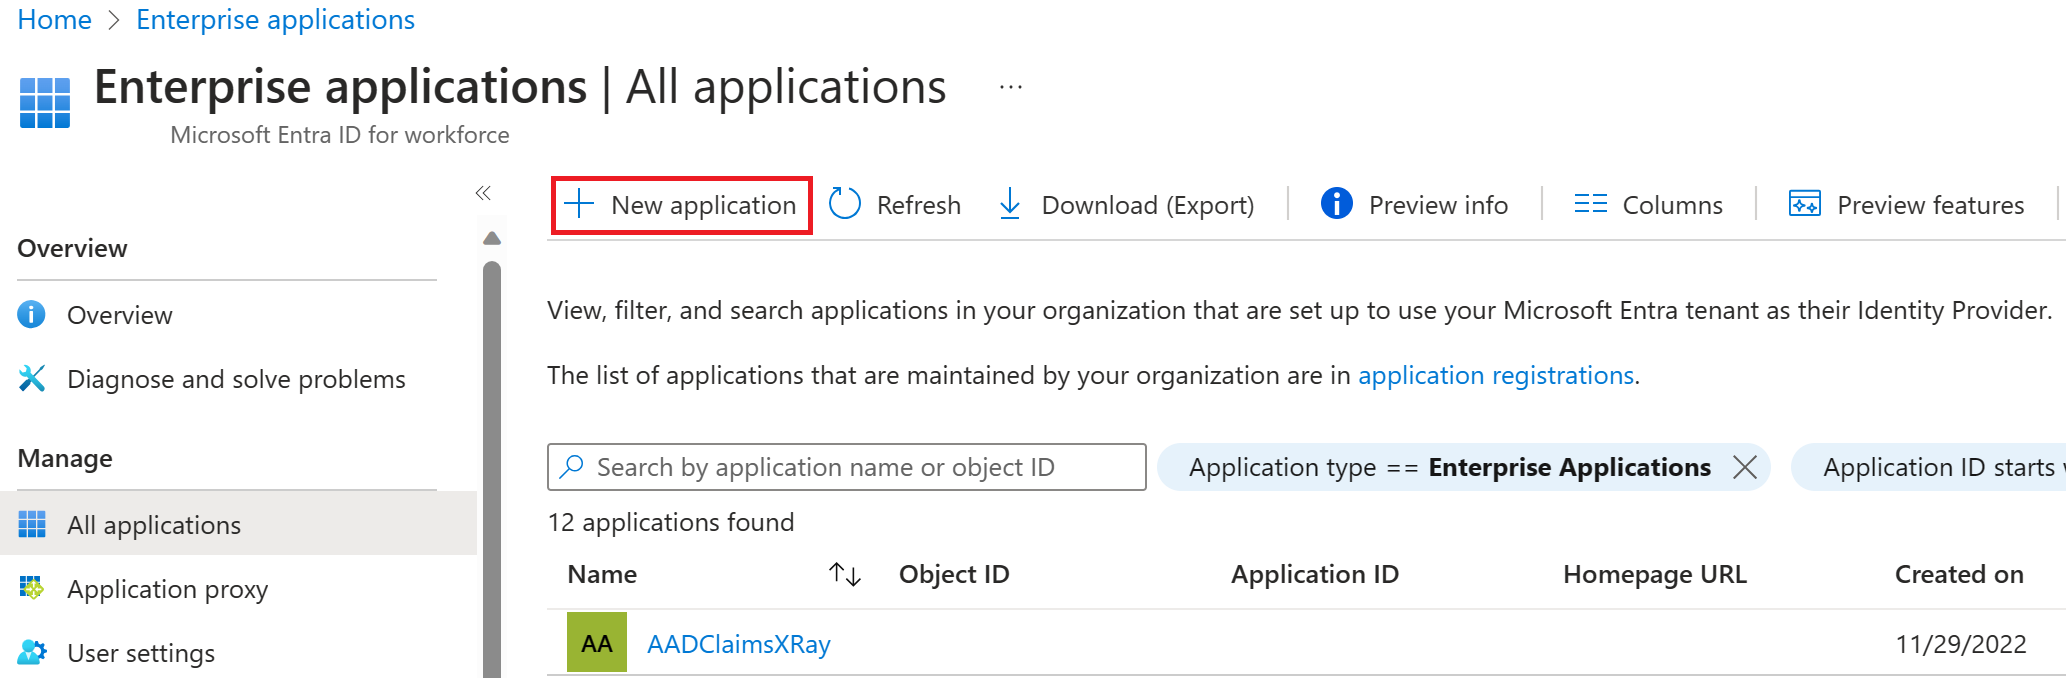 Home > Enterprise applications
Enterprise applications | All applications ...
Microsoft Entra ID for workforce
«
New application Refresh Download (Export) Preview info Columns Preview features
Overview
Overview
Diagnose and solve problems
Manage
All applications
Application proxy
User settings
View, filter, and search applications in your organization that are set up to use your Microsoft Entra tenant as their Identity Provider.
The list of applications that are maintained by your organization are in application registrations.
Search by application name or object ID Application type == Enterprise Applications Application ID starts
12 applications found
Name Object ID Application ID Homepage URL Created on
AA AADClaimsXRay 11/29/2022